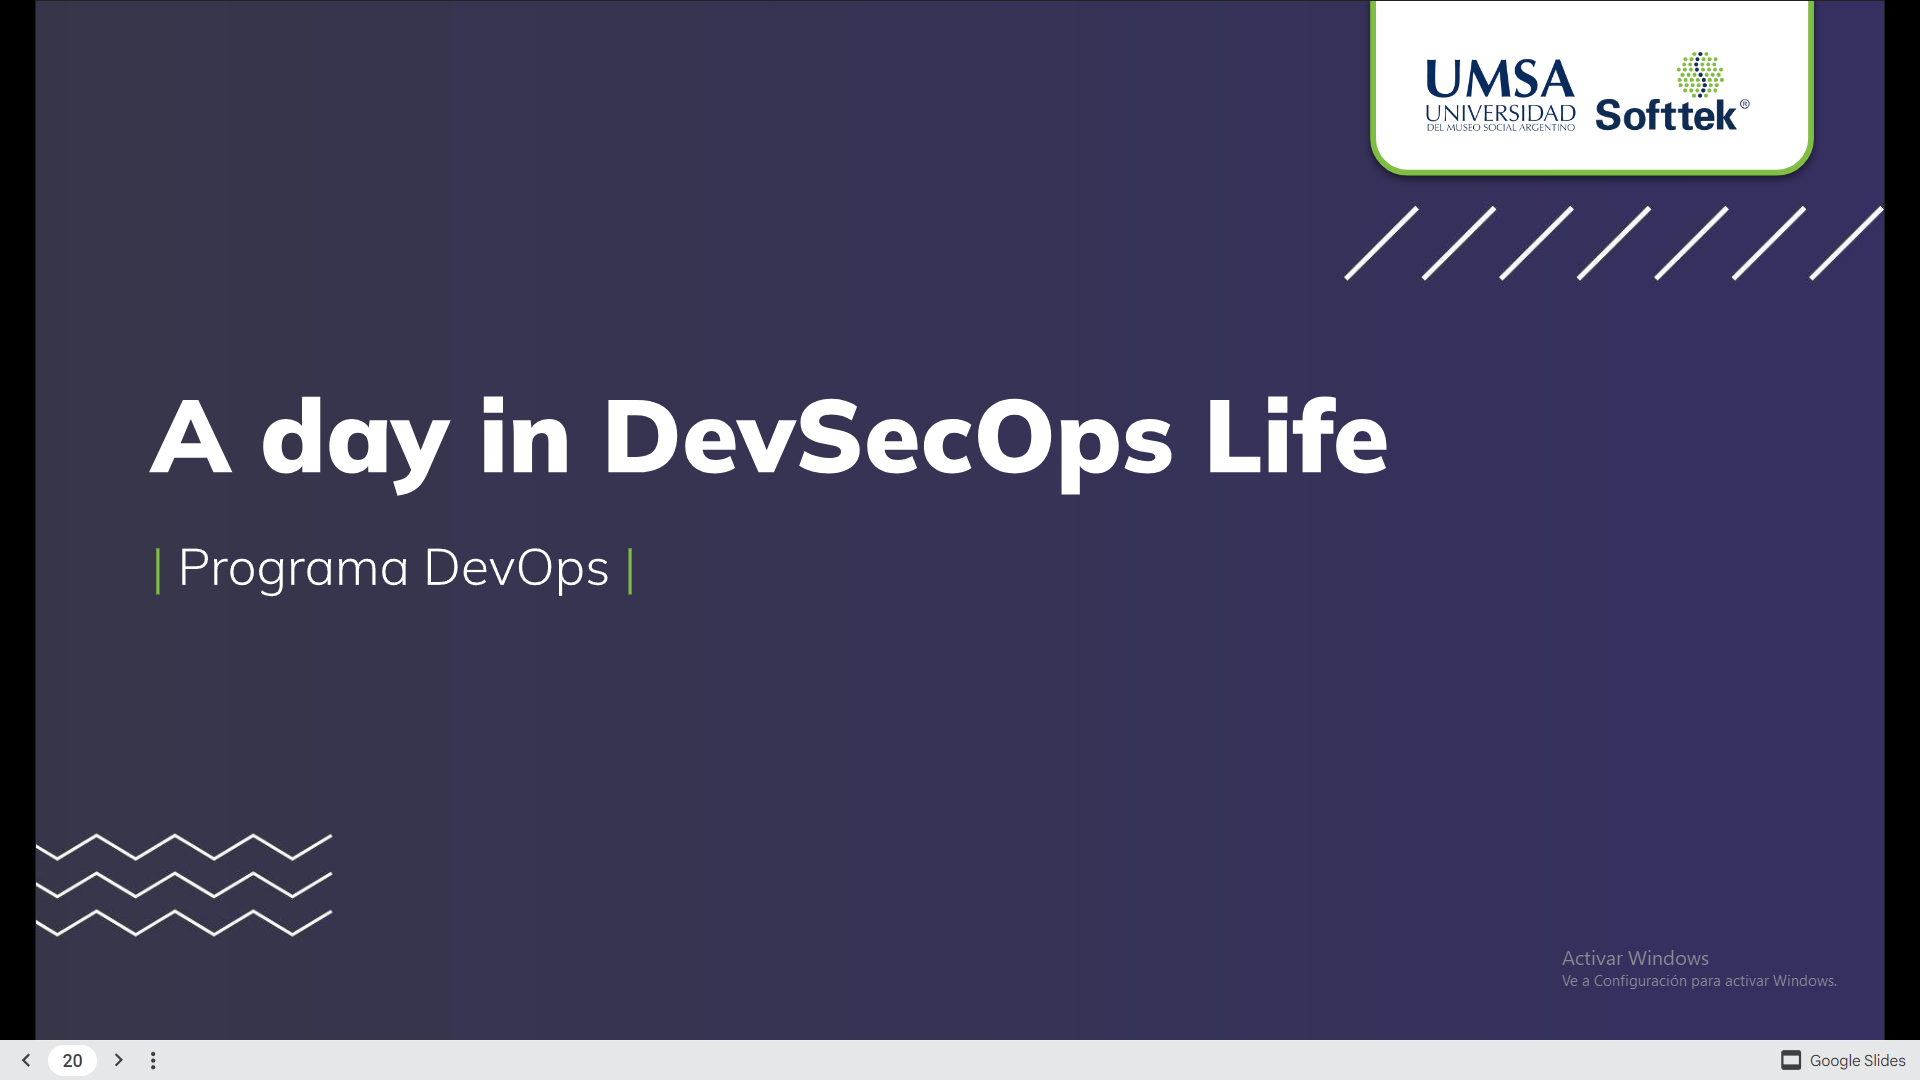 UMSA
UNIVERSIDAD
DEL MUSEO SOCIAL ARGENTINO
Softtek®
A day in DevSecOps Life
| Programa DevOps |
Activar Windows
Ve a Configuración para activar Windows.
20
Google Slides